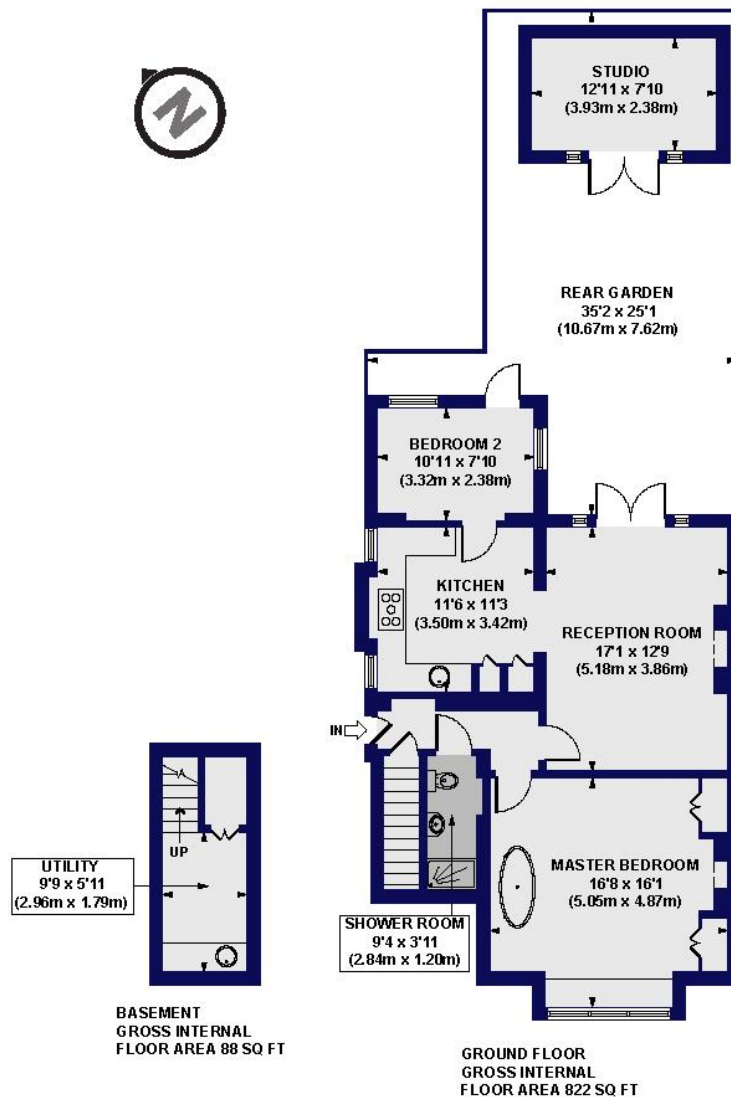 N
STUDIO
12'11 x 7'10
(3.93m x 2.38m)
REAR GARDEN
35'2 x 25'1
(10.67m x 7.62m)
BEDROOM 2
10'11 x 7'10
(3.32m x 2.38m)
KITCHEN
11'6 x 11'3
(3.50m x 3.42m)
RECEPTION ROOM
17'1 x 12'9
(5.18m x 3.86m)
IN
UP
UTILITY
9'9 x 5'11
(2.96m x 1.79m)
MASTER BEDROOM
16'8 x 16'1
(5.05m x 4.87m)
SHOWER ROOM
9'4 x 3'11
(2.84m x 1.20m)
BASEMENT
GROSS INTERNAL
FLOOR AREA 88 SQ FT
GROUND FLOOR
GROSS INTERNAL
FLOOR AREA 822 SQ FT